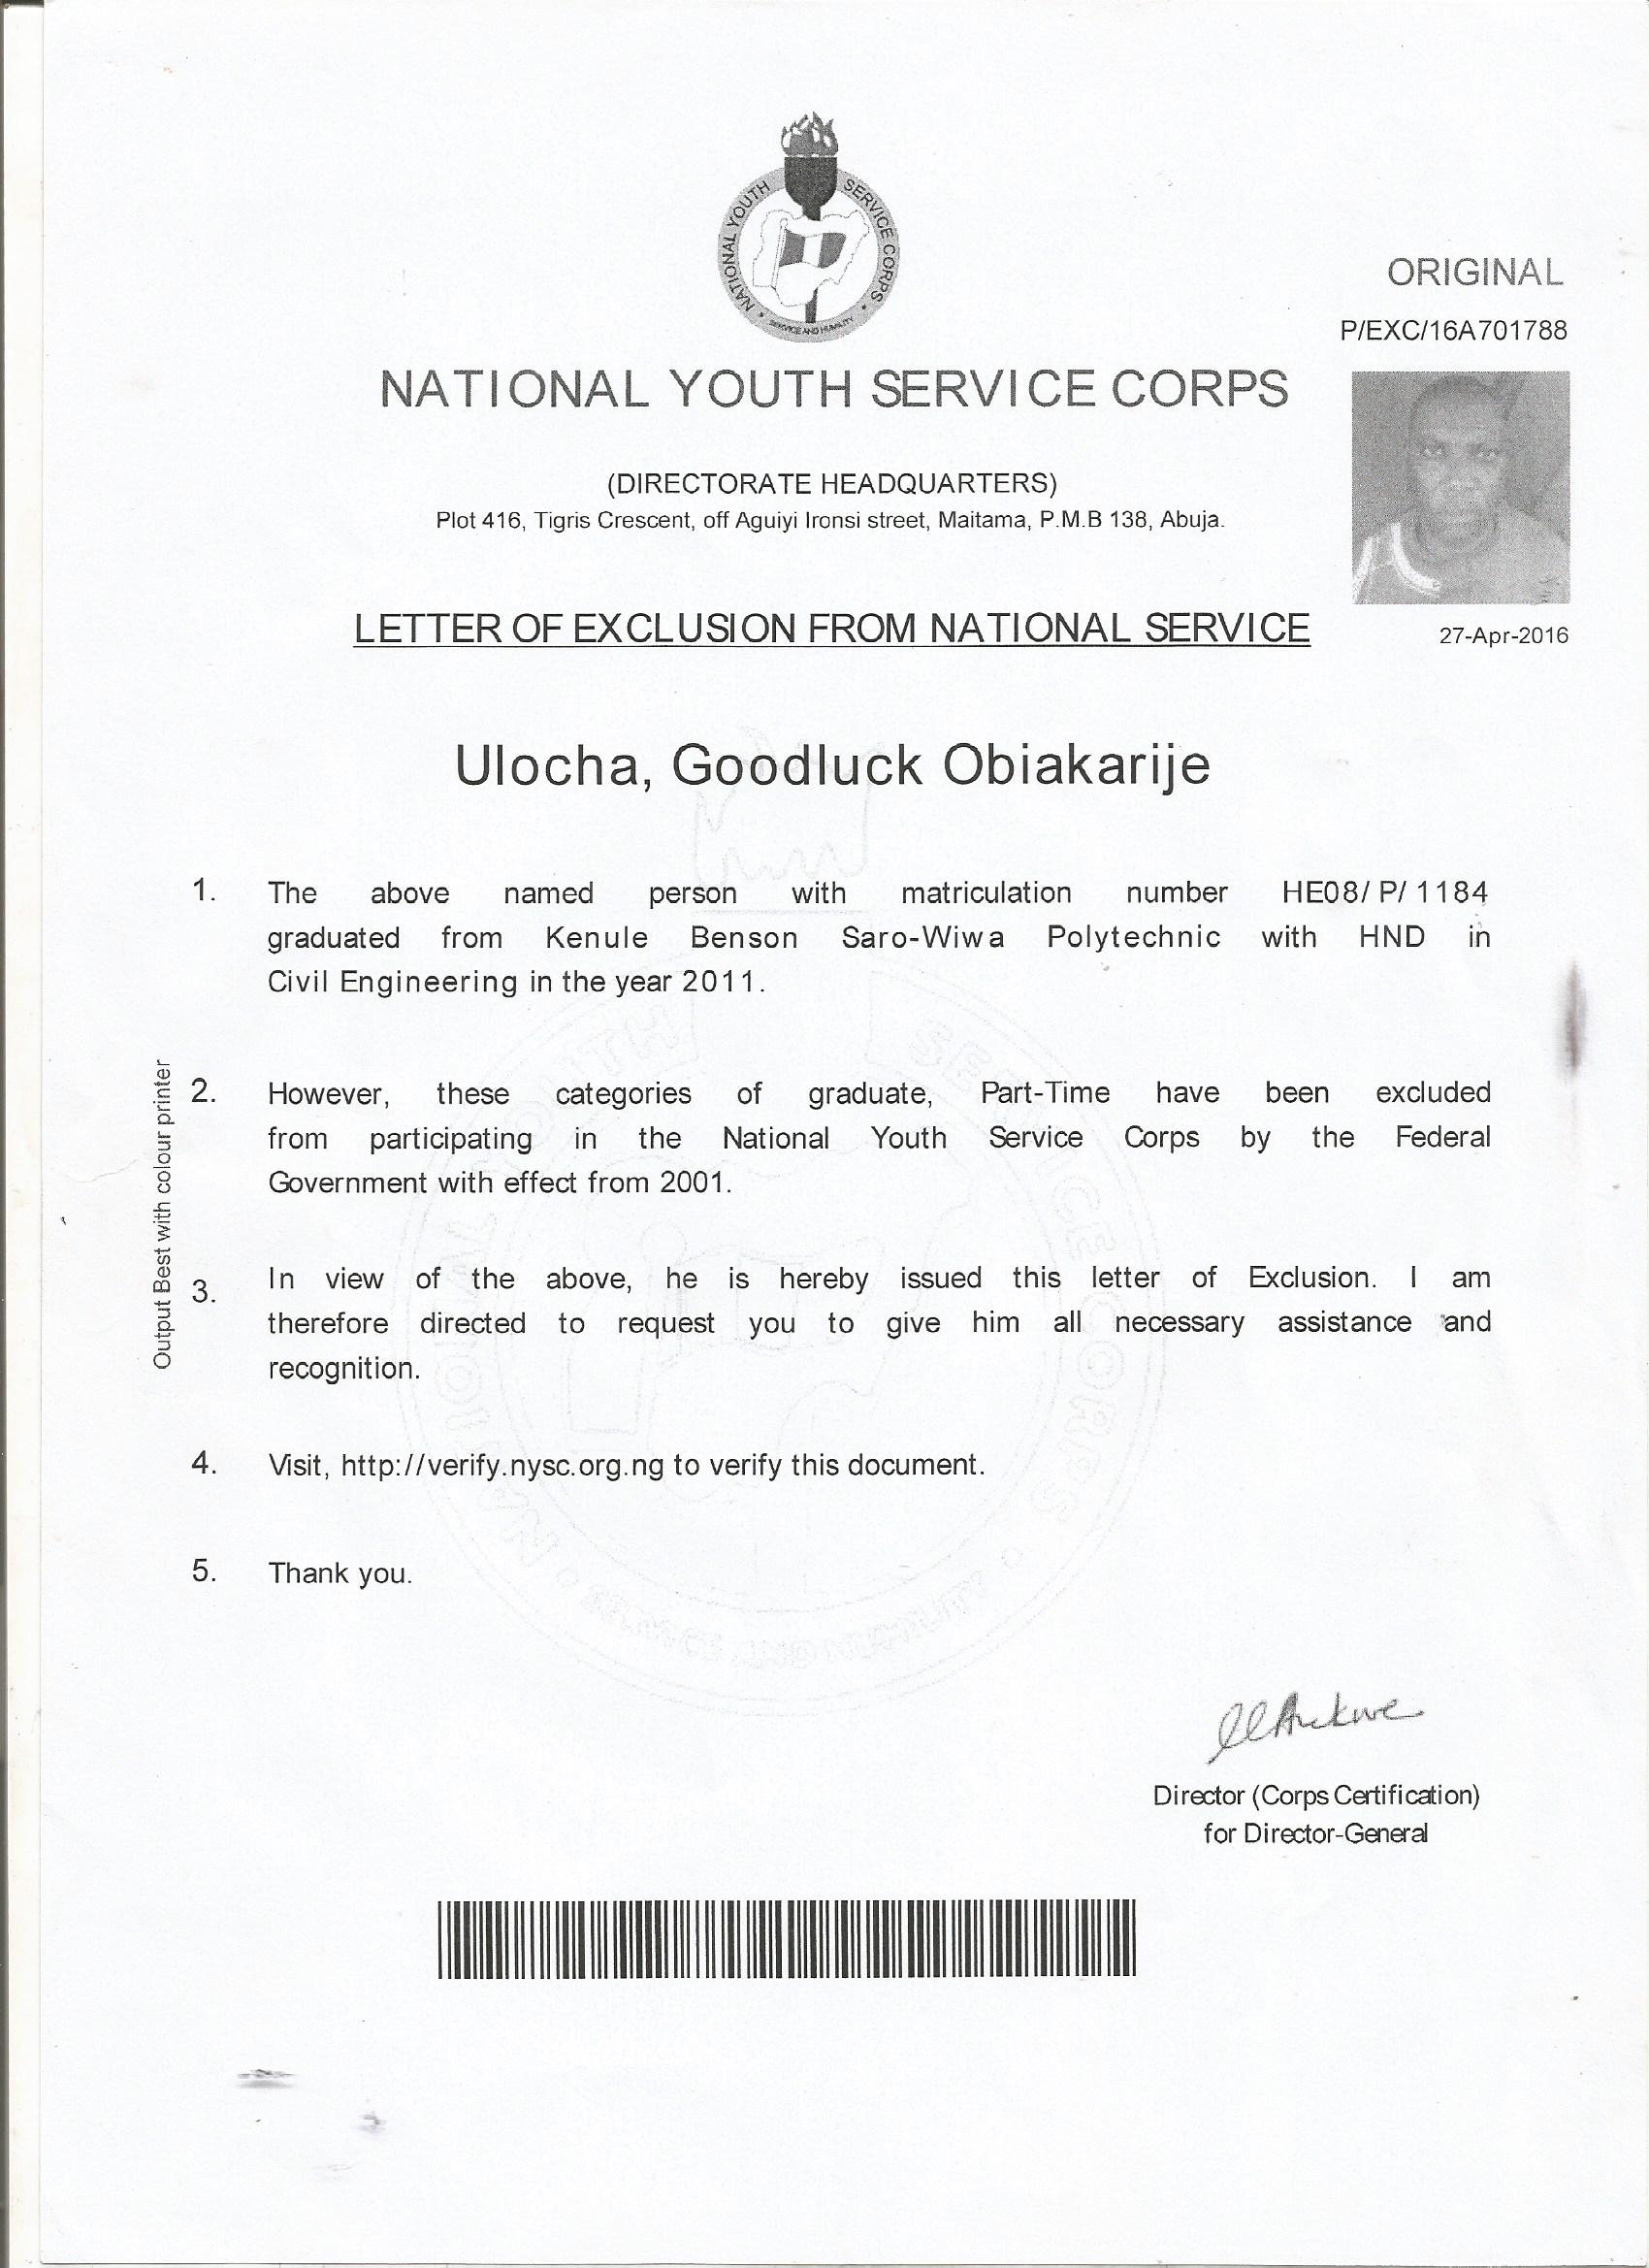 NATIONAL YOUTH SERVICE CORPS
SERVICE AND HUMILITY
ORIGINAL
P/EXC/16A701788
NATIONAL YOUTH SERVICE CORPS
(DIRECTORATE HEADQUARTERS)
Plot 416, Tigris Crescent, off Aguiyi Ironsi street, Maitama, P.M.B 138, Abuja.
LETTER OF EXCLUSION FROM NATIONAL SERVICE
27-Apr-2016
Ulocha, Goodluck Obiakarije
1. The above named person with matriculation number HE08/P/1184
graduated from Kenule Benson Saro-Wiwa Polytechnic with HND in
Civil Engineering in the year 2011.
2. However, these categories of graduate, Part-Time have been excluded
from participating in the National Youth Service Corps by the Federal
Government with effect from 2001.
3. In view of the above, he is hereby issued this letter of Exclusion. I am
therefore directed to request you to give him all necessary assistance and
recognition.
4. Visit, http://verify.nysc.org.ng to verify this document.
5. Thank you.
Output Best with colour printer
Director (Corps Certification)
for Director-General